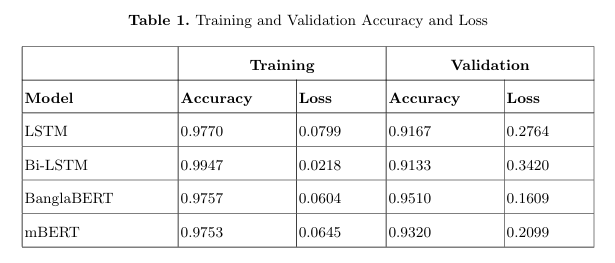 Table 1. Training and Validation Accuracy and Loss
Training Validation
Model Accuracy Loss Accuracy Loss
LSTM 0.9770 0.0799 0.9167 0.2764
Bi-LSTM 0.9947 0.0218 0.9133 0.3420
BanglaBERT 0.9757 0.0604 0.9510 0.1609
mBERT 0.9753 0.0645 0.9320 0.2099